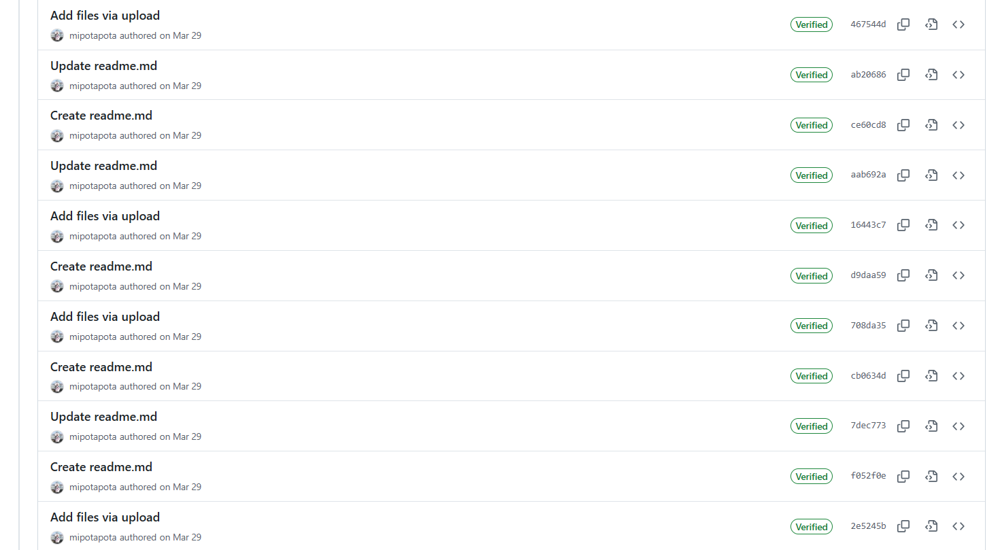 Add files via upload
mipotapota authored on Mar 29
Verified
467544d
Update readme.md
mipotapota authored on Mar 29
Verified
ab20686
Create readme.md
mipotapota authored on Mar 29
Verified
ce60cd8
Update readme.md
mipotapota authored on Mar 29
Verified
aab692a
Add files via upload
mipotapota authored on Mar 29
Verified
16443c7
Create readme.md
mipotapota authored on Mar 29
Verified
d9daa59
Add files via upload
mipotapota authored on Mar 29
Verified
708da35
Create readme.md
mipotapota authored on Mar 29
Verified
cb0634d
Update readme.md
mipotapota authored on Mar 29
Verified
7dec773
Create readme.md
mipotapota authored on Mar 29
Verified
f052f0e
Add files via upload
mipotapota authored on Mar 29
Verified
2e5245b